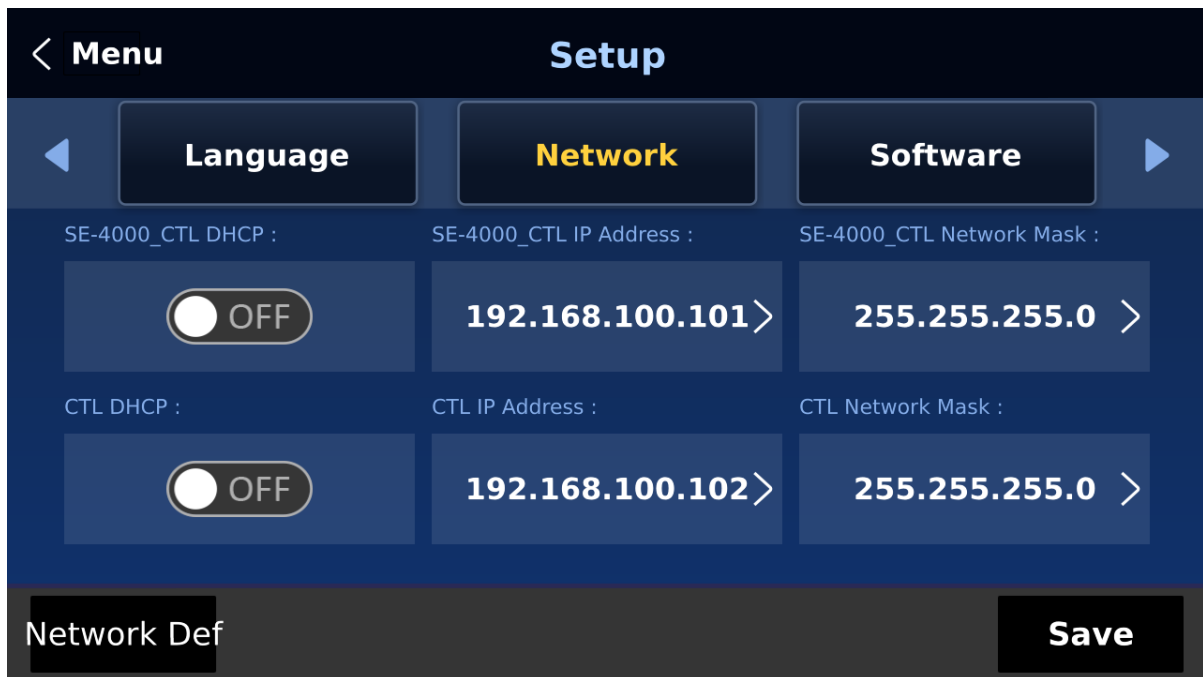 Menu
Setup
Language
Network
Software
SE-4000_CTL DHCP :
SE-4000_CTL IP Address :
SE-4000_CTL Network Mask :
OFF
192.168.100.101
255.255.255.0
CTL DHCP :
CTL IP Address :
CTL Network Mask :
OFF
192.168.100.102
255.255.255.0
Network Def
Save